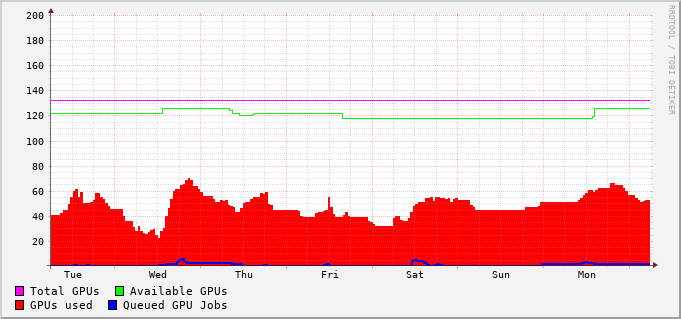 200
180
160
140
120
100
80
60
40
20
Tue Wed Thu Fri Sat Sun Mon
Total GPUs Available GPUs
GPUs used Queued GPU Jobs
RRDTOOL / TOBI OETIKER